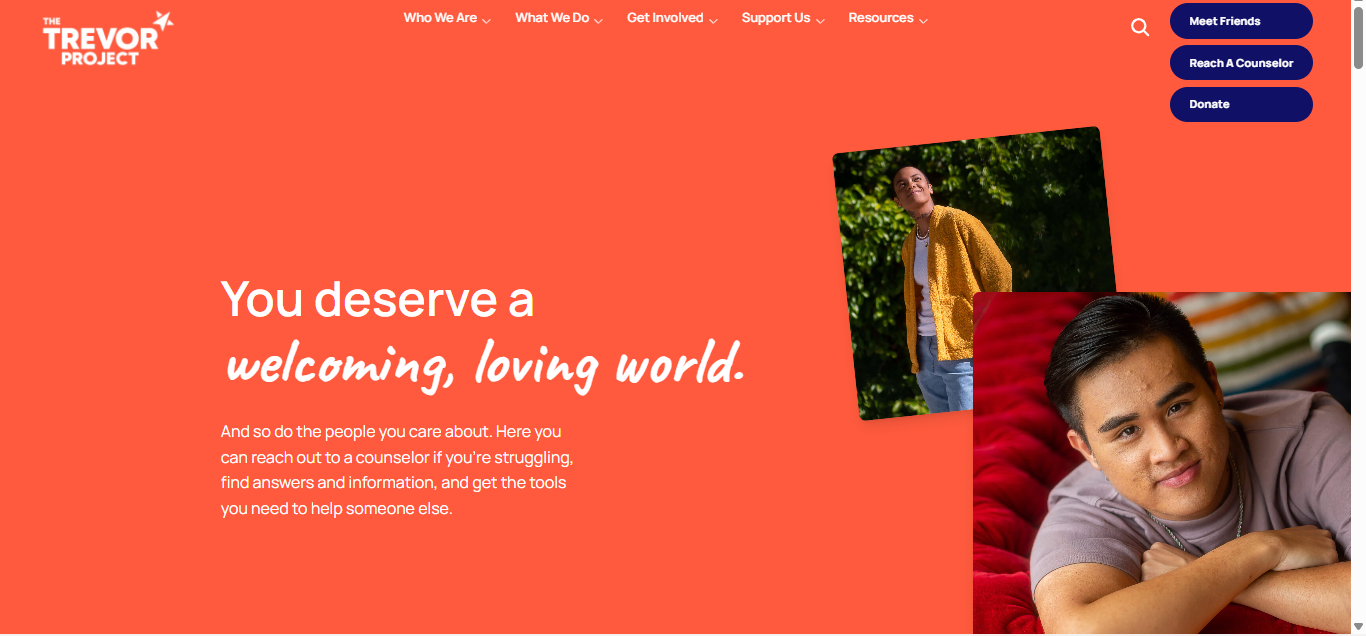 THE
TREVOR
PROJECT
Who We Are
What We Do
Get Involved
Support Us
Resources
Meet Friends
Reach A Counselor
Donate
You deserve a
welcoming, loving world.
And so do the people you care about. Here you
can reach out to a counselor if you're struggling,
find answers and information, and get the tools
you need to help someone else.